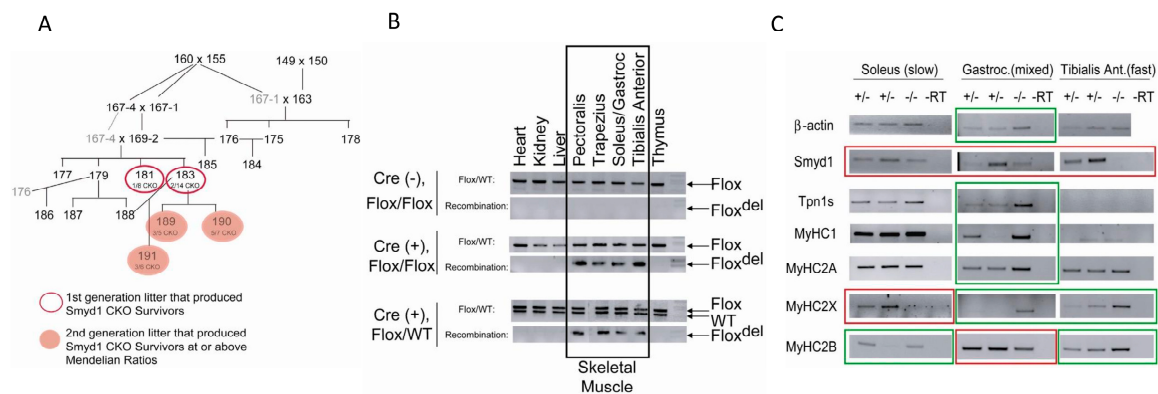 A
160 x 155
149 x 150
167-1 x 163
167-4 x 167-1
167-4 x 169-2
176
175
178
185
184
177
179
181
1/8 CKO
183
2/14 CKO
176
186
187
188
189
3/5 CKO
190
5/7 CKO
191
3/6 CKO
1st generation litter that produced
Smyd1 CKO Survivors
2nd generation litter that produced
Smyd1 CKO Survivors at or above
Mendelian Ratios
B
Heart
Kidney
Liver
Pectoralis
Trapezius
Soleus/Gastroc
Tibialis Anterior
Thymus
Cre (-),
Flox/Flox
Flox/WT:
Flox
Recombination:
Flox^del
Cre (+),
Flox/Flox
Flox/WT:
Flox
Recombination:
Flox^del
Cre (+),
Flox/WT
Flox/WT:
Flox
WT
Recombination:
Flox^del
Skeletal
Muscle
C
Soleus (slow) Gastroc.(mixed) Tibialis Ant.(fast)
+/- +/- -/- -RT +/- +/- -/- -RT +/- +/- -/- -RT
β-actin
Smyd1
Tpn1s
MyHC1
MyHC2A
MyHC2X
MyHC2B